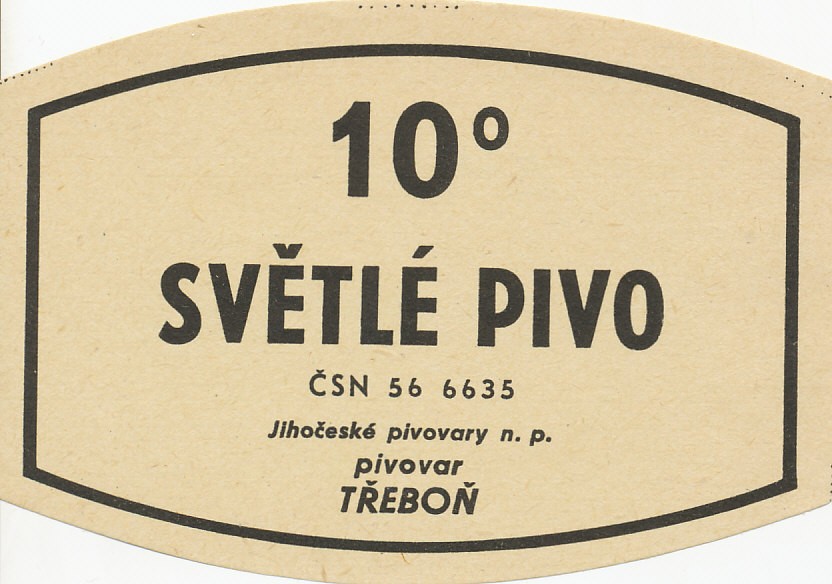 10°
SVĚTLÉ PIVO
ČSN 56 6635
Jihočeské pivovary n. p.
pivovar
TŘEBOŇ